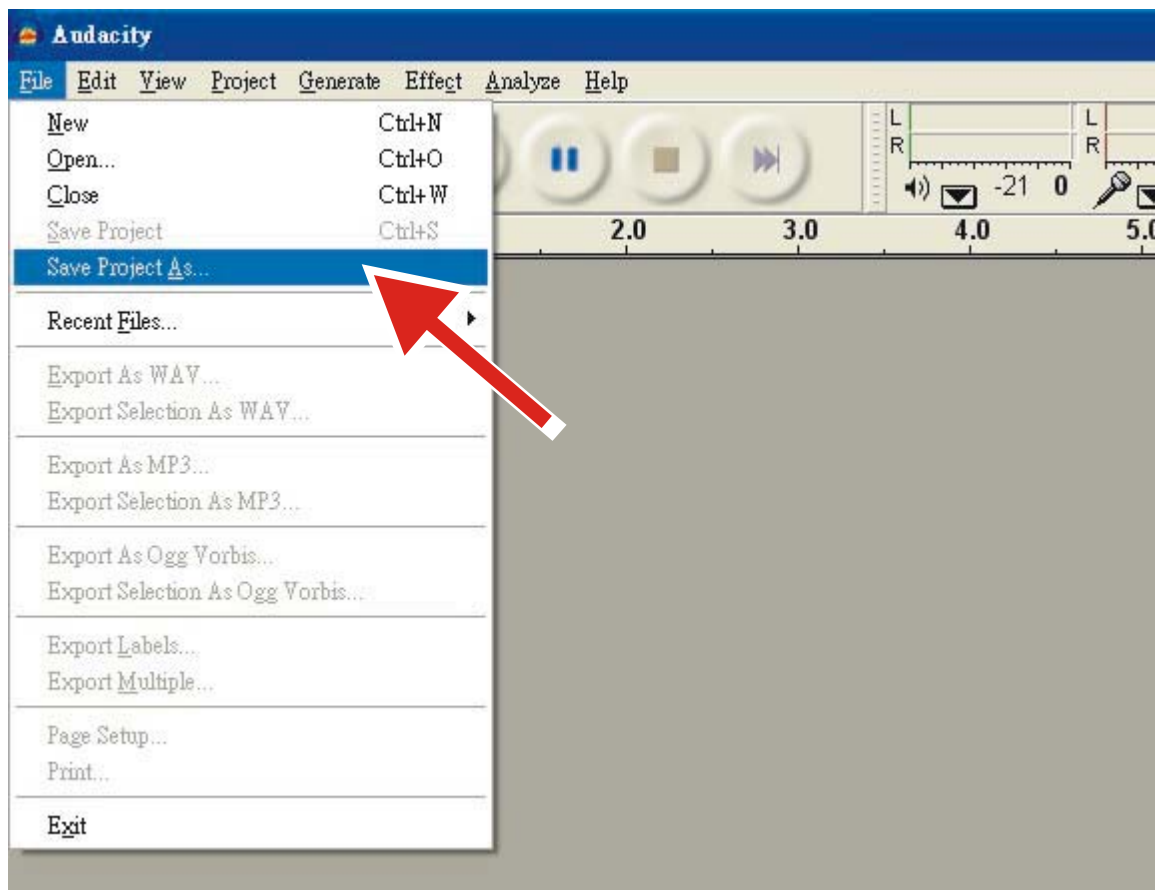 Audacity
File Edit View Project Generate Effect Analyze Help
New Ctrl+N
Open... Ctrl+O
Close Ctrl+W
Save Project Ctrl+S
Save Project As...
Recent Files...
Export As WAV...
Export Selection As WAV...
Export As MP3...
Export Selection As MP3...
Export As Ogg Vorbis...
Export Selection As Ogg Vorbis...
Export Labels...
Export Multiple...
Page Setup...
Print...
Exit
L L
R R
-21 0
2.0 3.0 4.0 5.0